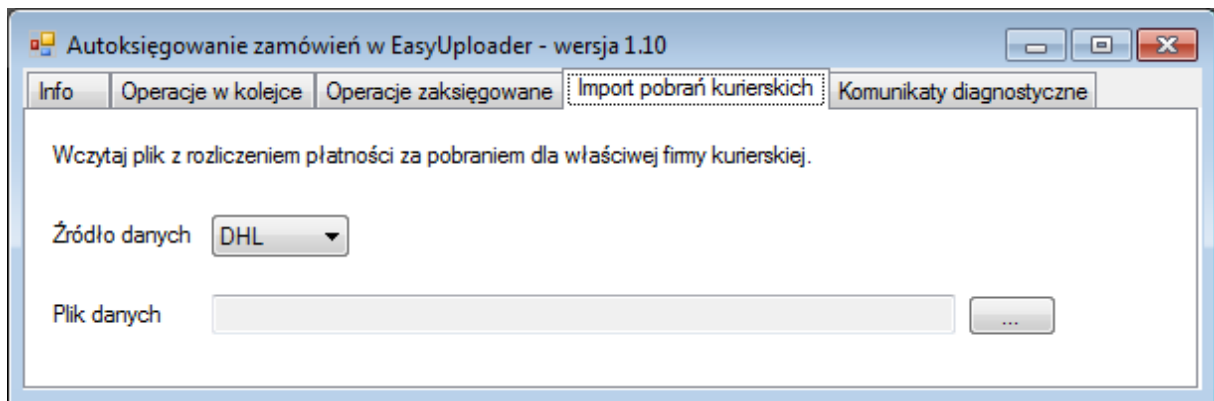 Autoksięgowanie zamówień w EasyUploader - wersja 1.10
Info Operacje w kolejce Operacje zaksięgowane Import pobrań kurierskich Komunikaty diagnostyczne
Wczytaj plik z rozliczeniem płatności za pobraniem dla właściwej firmy kurierskiej.
Źródło danych DHL
Plik danych ...